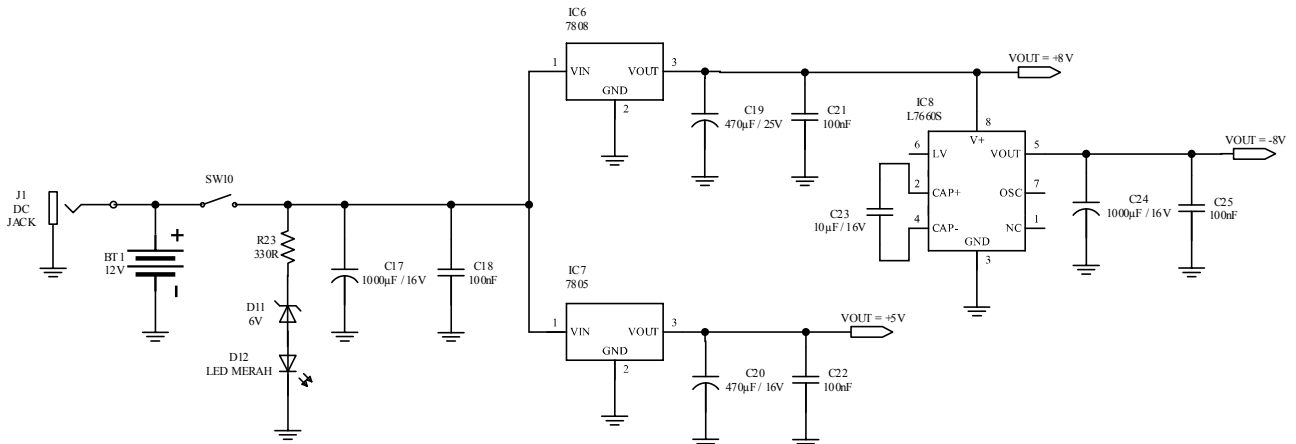 J1
DC
JACK
BT1
12V
SW10
R23
330R
D11
6V
D12
LED MERAH
C17
1000µF / 16V
C18
100nF
IC6
7808
1
VIN
VOUT
3
GND
2
C19
470µF / 25V
C21
100nF
VOUT = +8V
IC8
L7660S
8
V+
6
LV
VOUT
5
2
CAP+
OSC
7
4
CAP-
NC
1
GND
3
C23
10µF / 16V
VOUT = -8V
C24
1000µF / 16V
C25
100nF
IC7
7805
1
VIN
VOUT
3
GND
2
C20
470µF / 16V
C22
100nF
VOUT = +5V